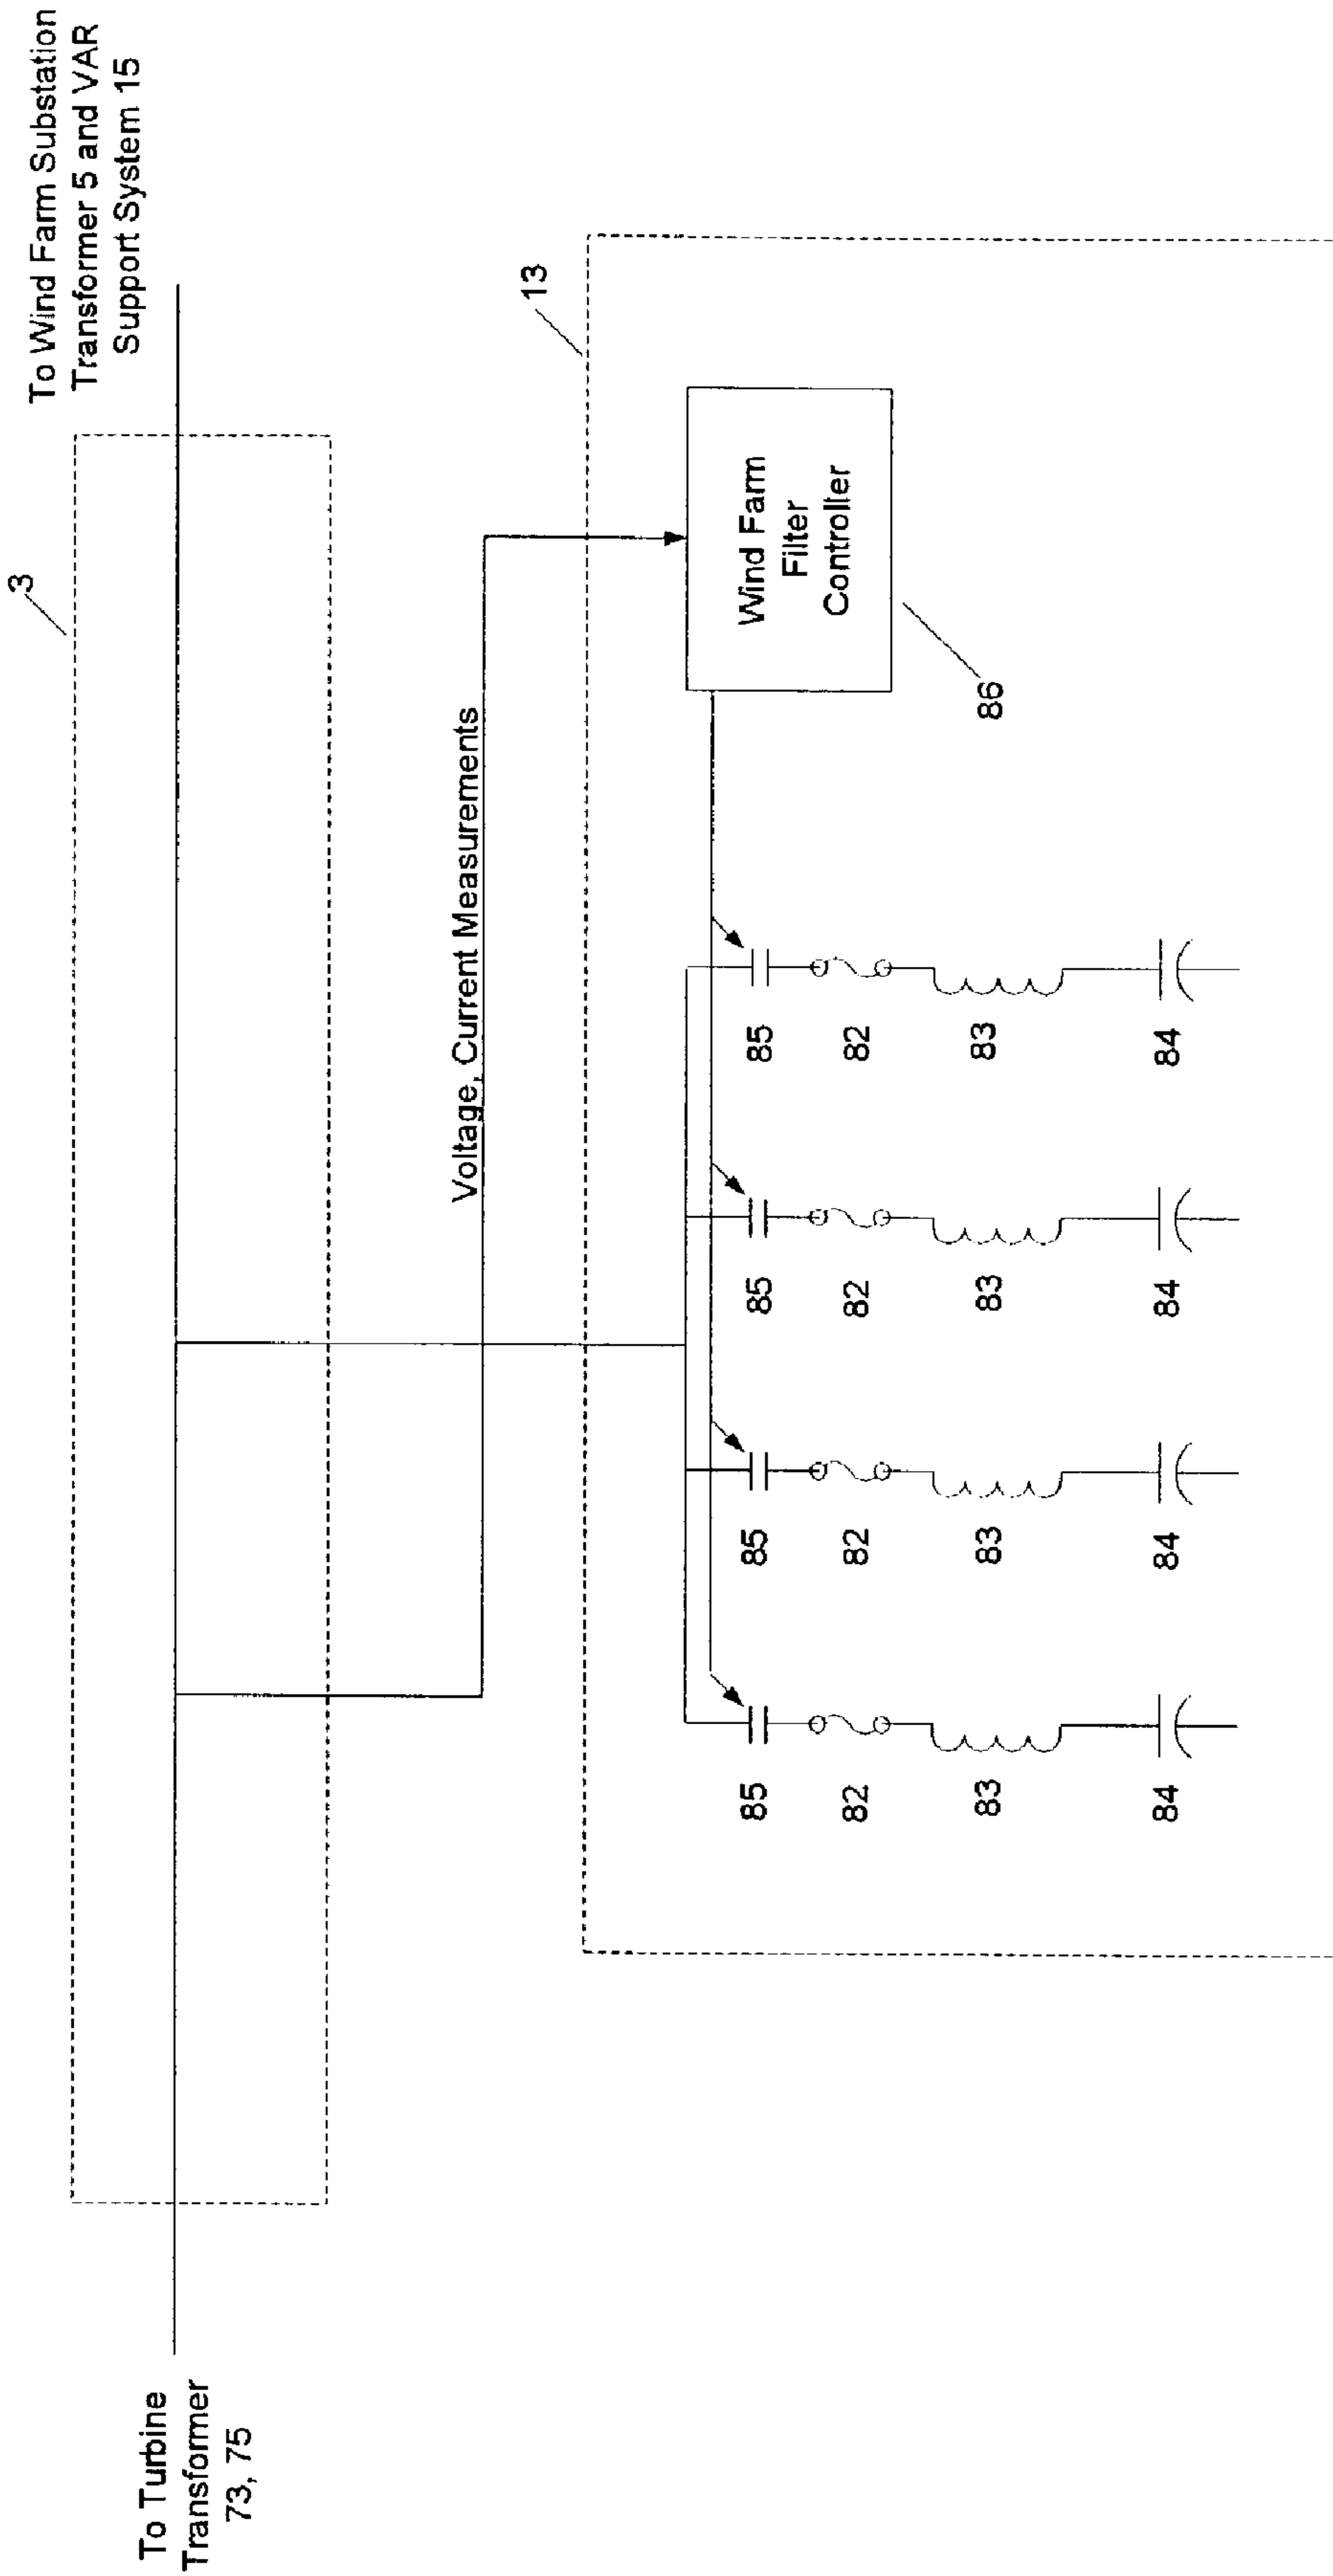 3
To Wind Farm Substation
Transformer 5 and VAR
Support System 15
To Turbine
Transformer
73, 75
Voltage, Current Measurements
13
Wind Farm
Filter
Controller
86
85
85
85
85
82
82
82
82
83
83
83
83
84
84
84
84